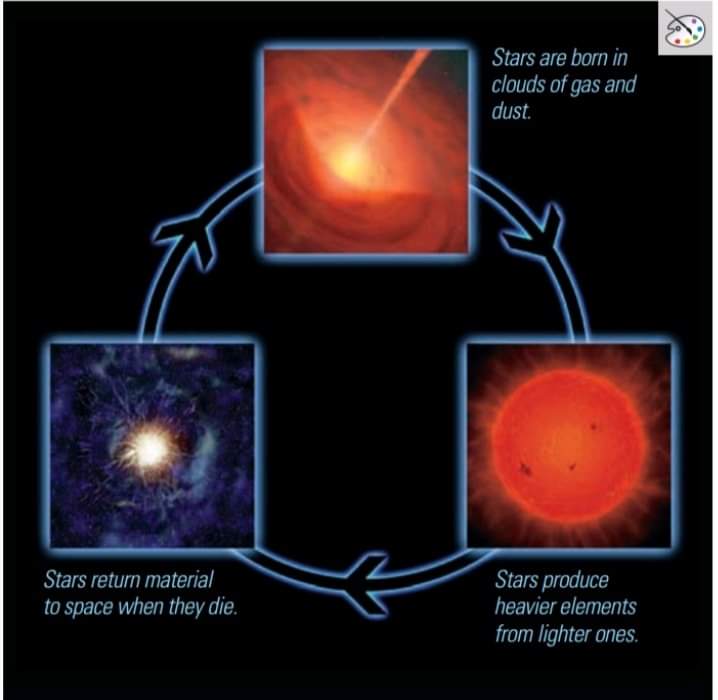 Stars are born in
clouds of gas and
dust.
Stars return material
to space when they die.
Stars produce
heavier elements
from lighter ones.